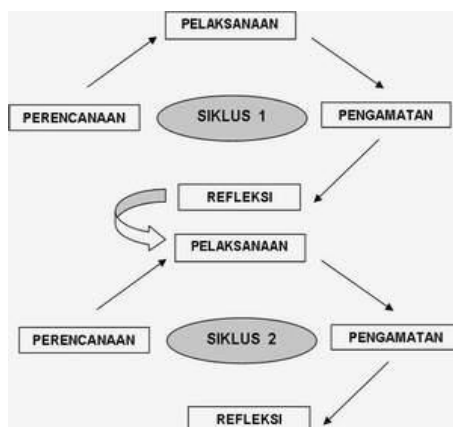 PELAKSANAAN
PERENCANAAN
SIKLUS 1
PENGAMATAN
REFLEKSI
PELAKSANAAN
PERENCANAAN
SIKLUS 2
PENGAMATAN
REFLEKSI